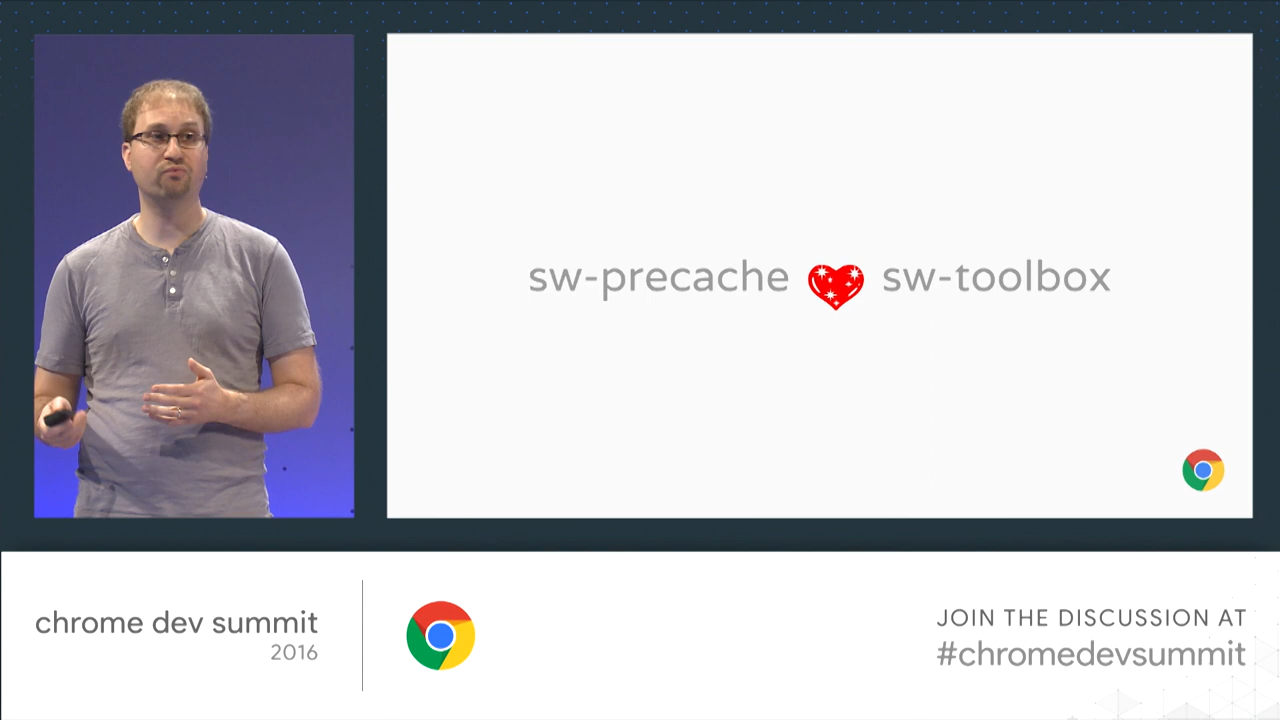 sw-precache sw-toolbox
chrome dev summit
2016
JOIN THE DISCUSSION AT
#chromedevsummit